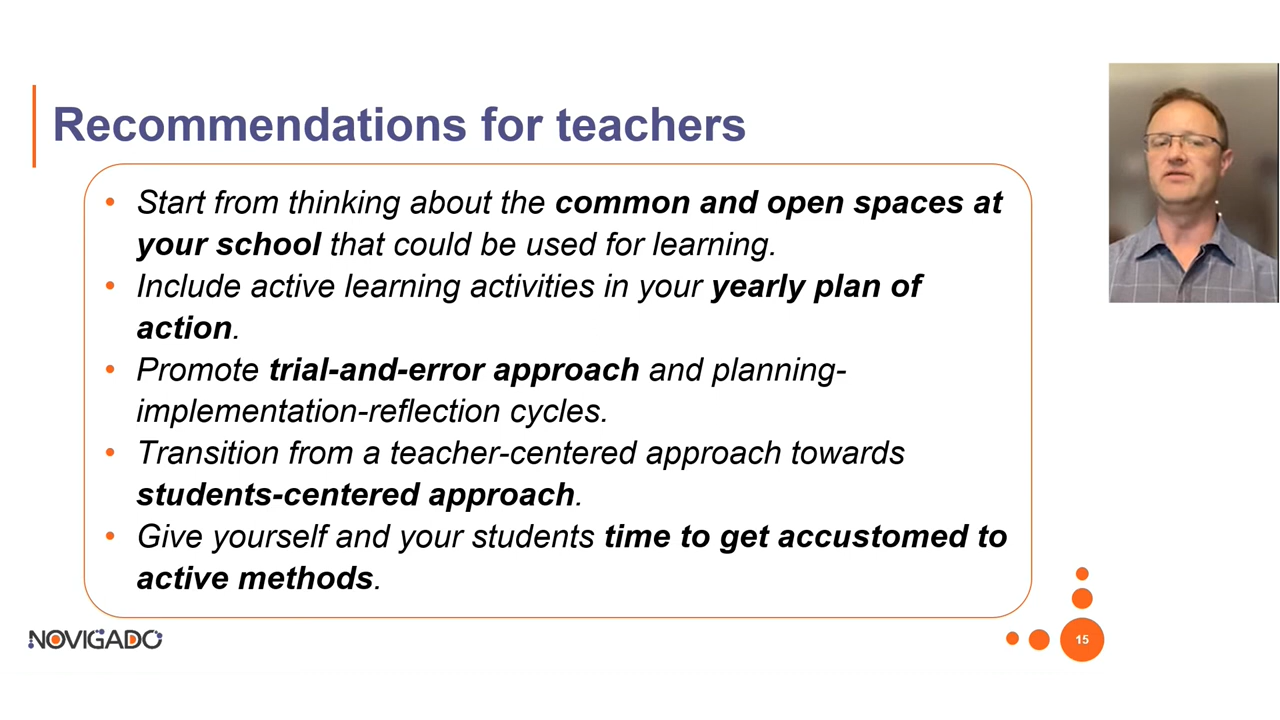 Recommendations for teachers
• Start from thinking about the common and open spaces at
your school that could be used for learning.
• Include active learning activities in your yearly plan of
action.
• Promote trial-and-error approach and planning-
implementation-reflection cycles.
• Transition from a teacher-centered approach towards
students-centered approach.
• Give yourself and your students time to get accustomed to
active methods.
NOVIGADO
15